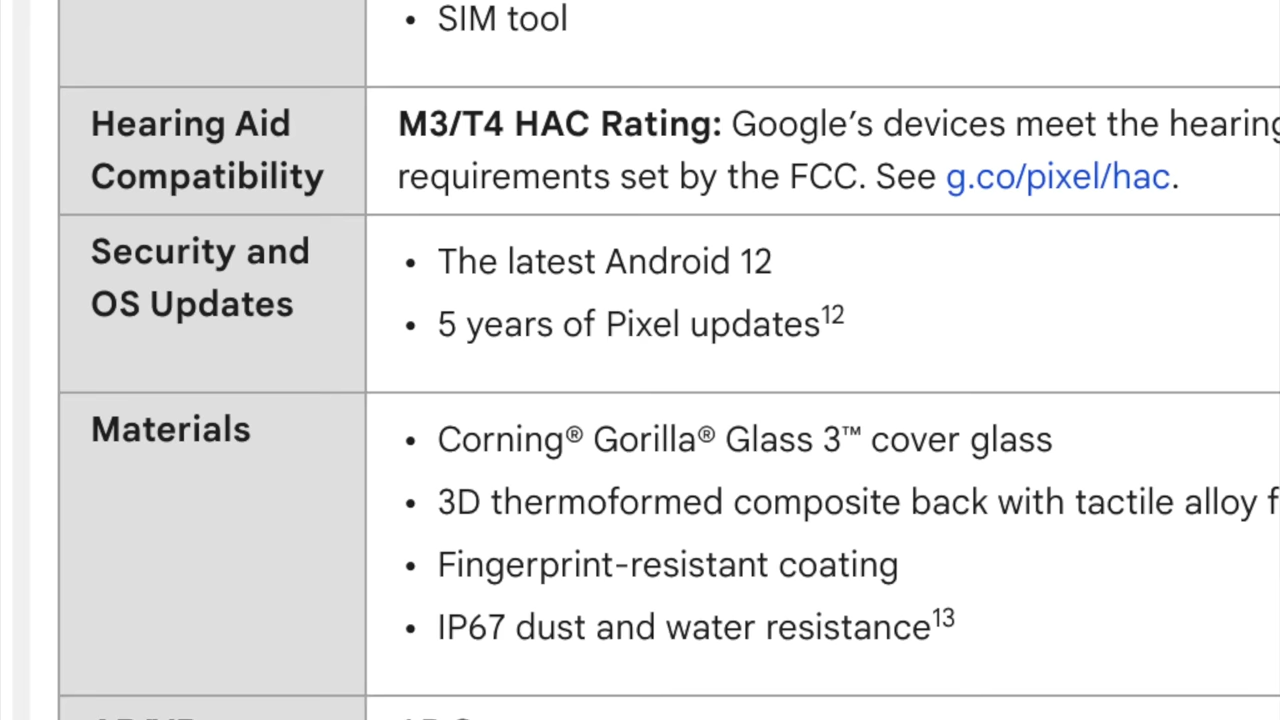 • SIM tool
Hearing Aid
Compatibility
M3/T4 HAC Rating: Google's devices meet the hearing
requirements set by the FCC. See g.co/pixel/hac.
Security and
OS Updates
• The latest Android 12
• 5 years of Pixel updates¹²
Materials
• Corning® Gorilla® Glass 3™ cover glass
• 3D thermoformed composite back with tactile alloy f
• Fingerprint-resistant coating
• IP67 dust and water resistance¹³